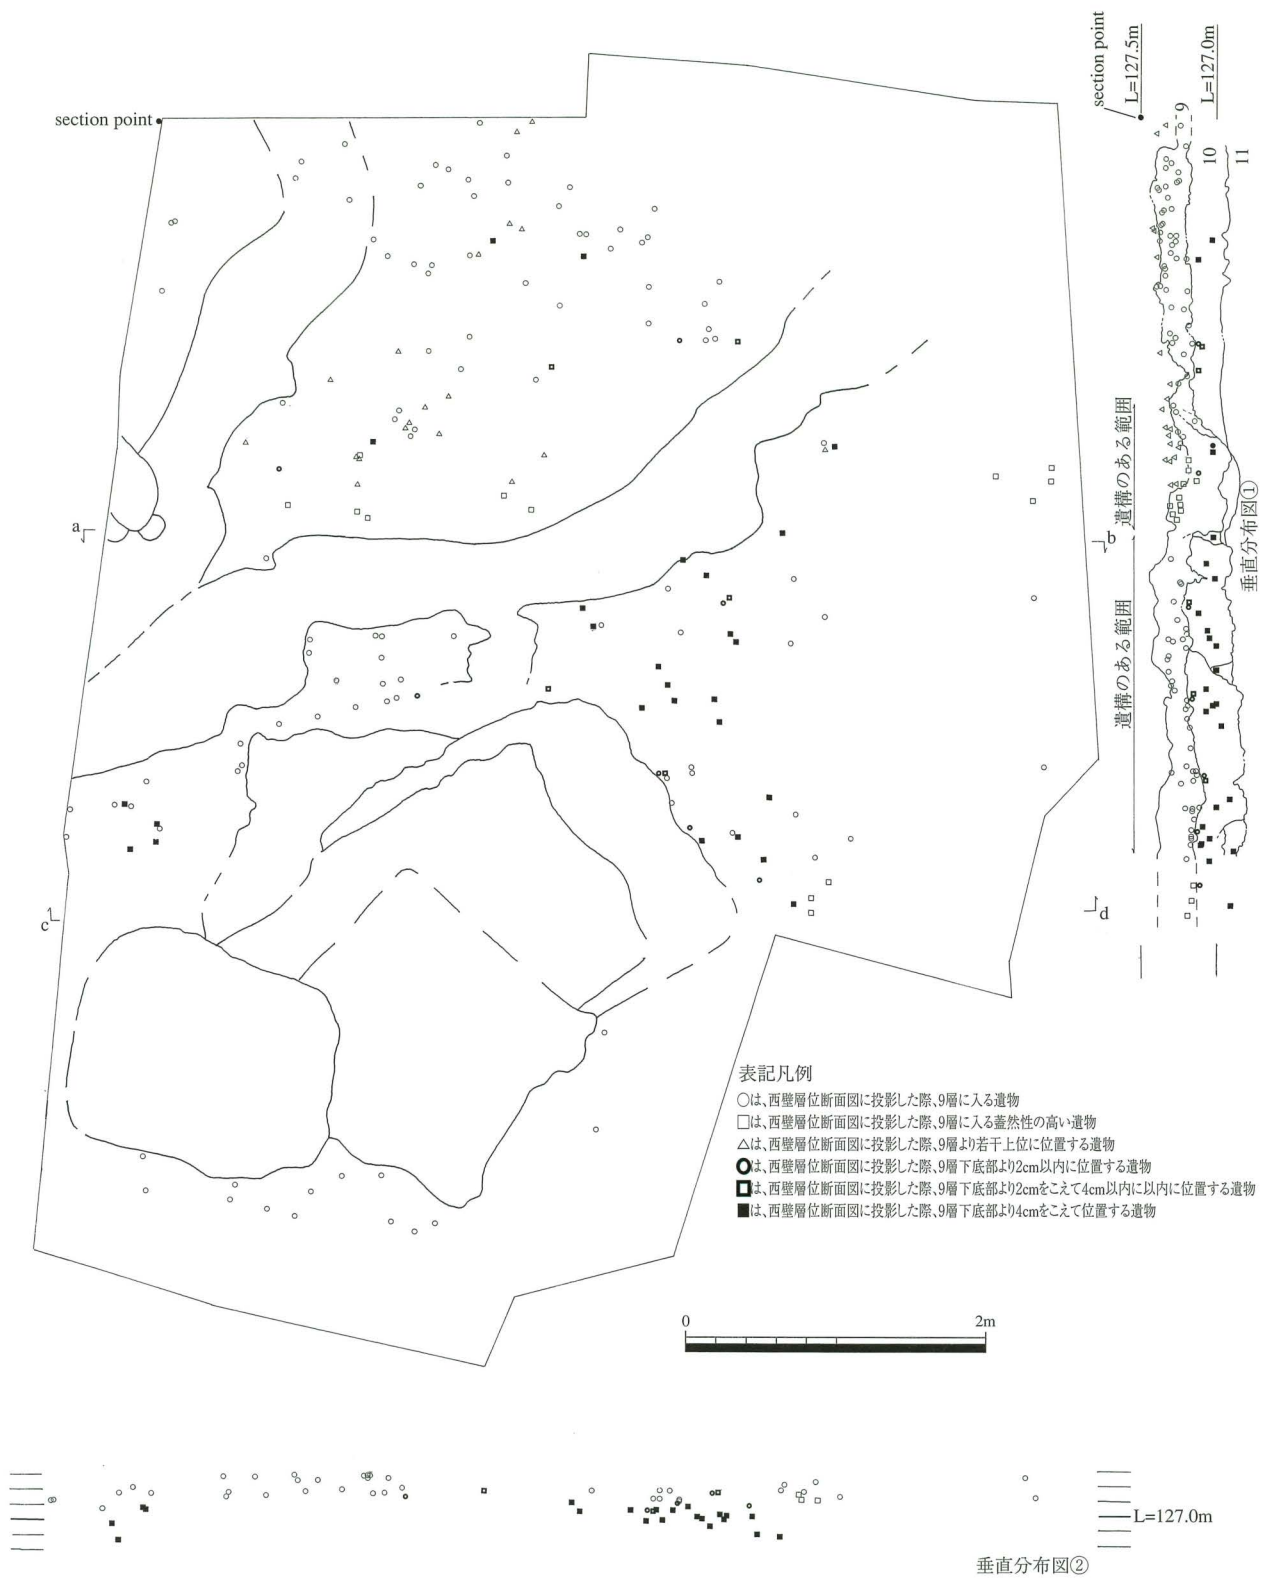 section point
section point
L=127.5m
L=127.0m
9
10
11
遺構のある範囲
遺構のある範囲
垂直分布図①
a
b
c
d
表記凡例
○は、西壁層位断面図に投影した際、9層に入る遺物
□は、西壁層位断面図に投影した際、9層に入る蓋然性の高い遺物
△は、西壁層位断面図に投影した際、9層より若干上位に位置する遺物
○は、西壁層位断面図に投影した際、9層下底部より2cm以内に位置する遺物
□は、西壁層位断面図に投影した際、9層下底部より2cmをこえて4cm以内に以内に位置する遺物
■は、西壁層位断面図に投影した際、9層下底部より4cmをこえて位置する遺物
0 2m
L=127.0m
垂直分布図②